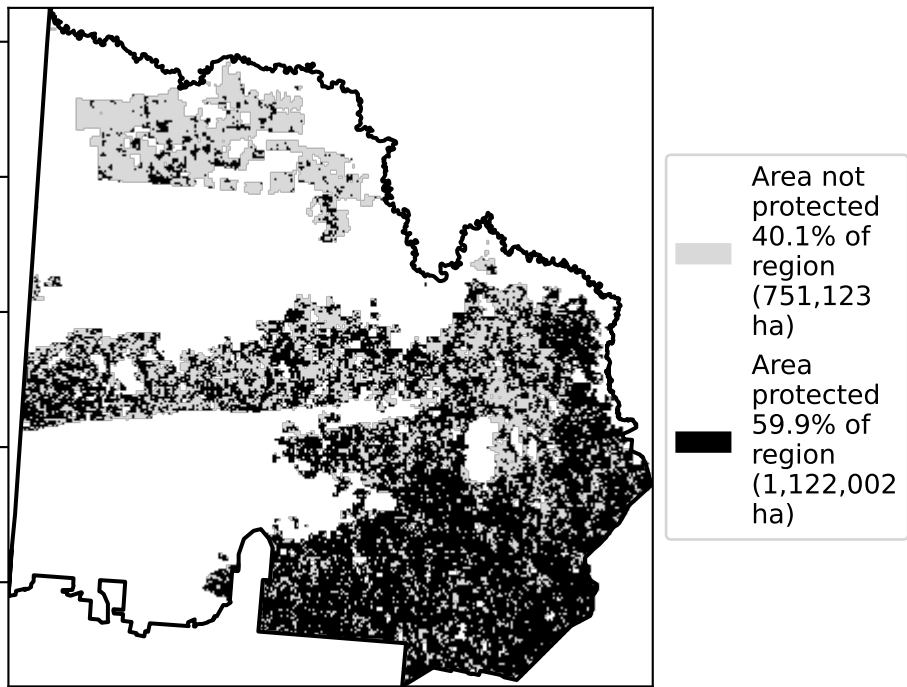 Area not
protected
40.1% of
region
(751,123
ha)
Area
protected
59.9% of
region
(1,122,002
ha)